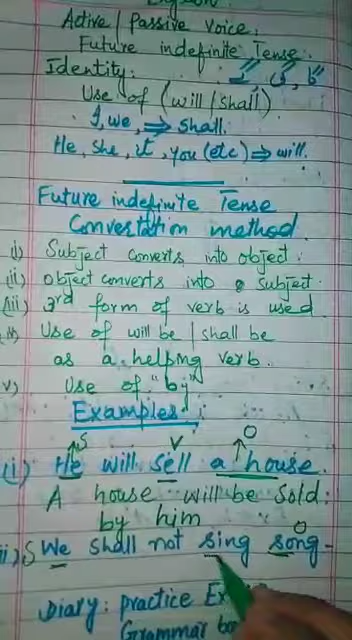 English
Active / Passive Voice.
Future indefinite Tense.
Identity:
Use of (will / shall)
I, we, ⇒ shall.
He, she, it, you (etc) ⇒ will.
Future indefinite Tense
Converstation method
(i) Subject converts into object.
(ii) object converts into subject.
(iii) 3rd form of verb is used
Use of will be / shall be
as a helping verb.
v) Use of "by"
Examples:
S V O
(i) He will sell a house.
A house will be sold.
by him
O
ii) S We shall not sing song.
Diary: practice
Grammar